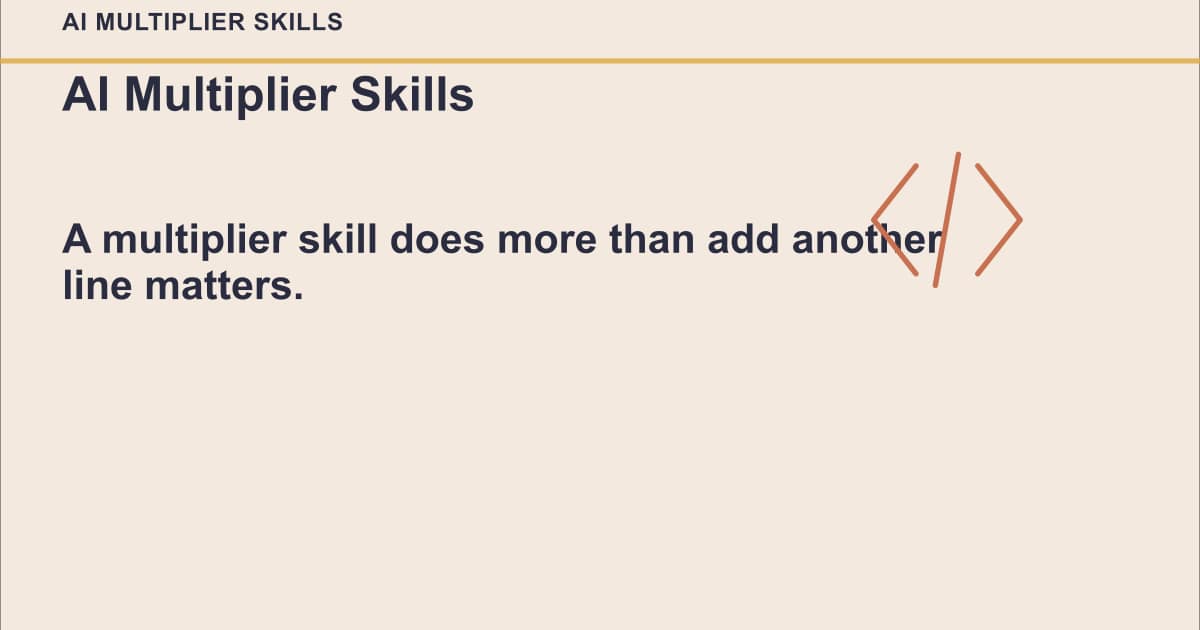 AI MULTIPLIER SKILLS
AI Multiplier Skills
A multiplier skill does more than add another
line matters.